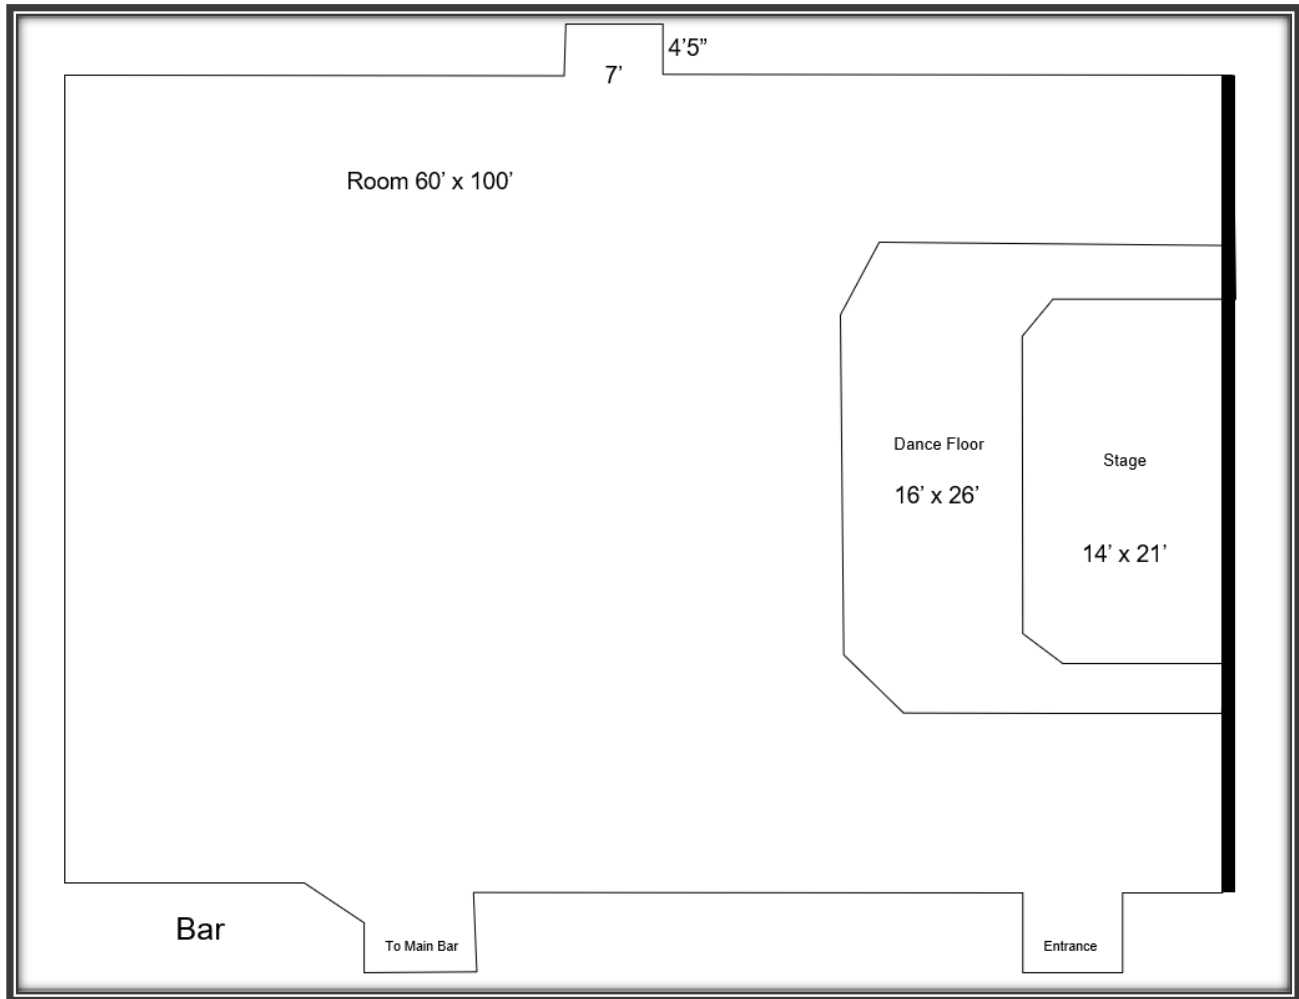 4’5”
7’
Room 60’ x 100’
Dance Floor
16’ x 26’
Stage
14’ x 21’
Bar
To Main Bar
Entrance